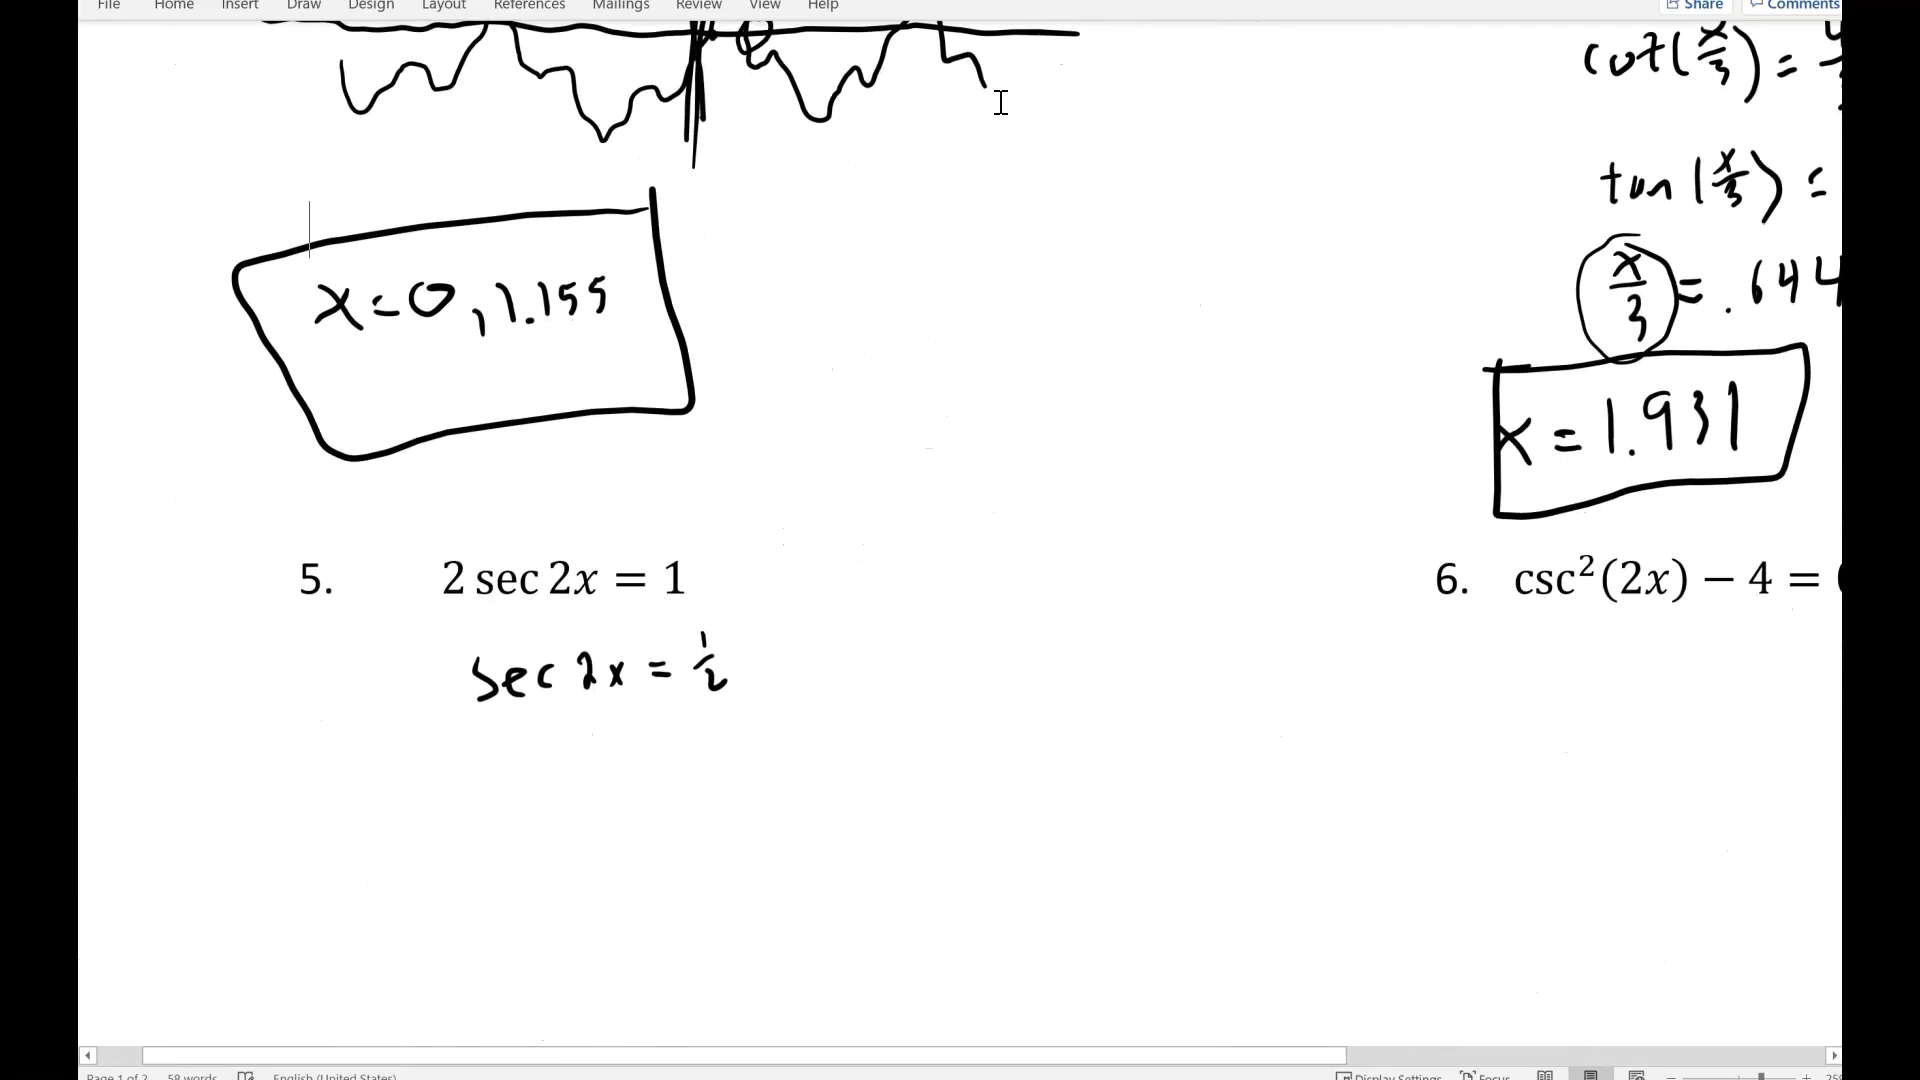 File Home Insert Draw Design Layout References Mailings Review View Help Share Comments
cot(x/3) =
tan(x/3) =
x/3 = .644
x = 0, 1.155
x = 1.931
5. 2 sec 2x = 1
6. csc²(2x) − 4 =
sec 2x = 1/2
Page 1 of 2 58 words English (United States) Display Settings Focus